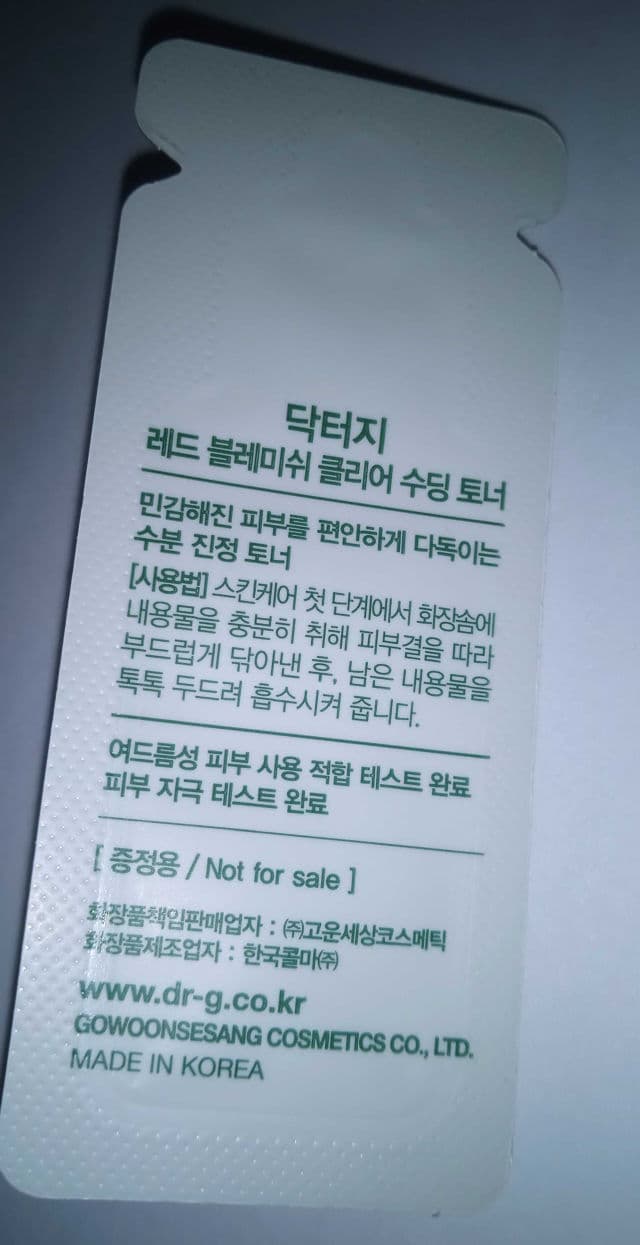 닥터지
레드 블레미쉬 클리어 수딩 토너
민감해진 피부를 편안하게 다독이는
수분 진정 토너
[사용법] 스킨케어 첫 단계에서 화장솜에
내용물을 충분히 취해 피부결을 따라
부드럽게 닦아낸 후, 남은 내용물을
톡톡 두드려 흡수시켜 줍니다.
여드름성 피부 사용 적합 테스트 완료
피부 자극 테스트 완료
[ 증정용 / Not for sale ]
화장품책임판매업자 : ㈜고운세상코스메틱
화장품제조업자 : 한국콜마㈜
www.dr-g.co.kr
GOWOONSESANG COSMETICS CO., LTD.
MADE IN KOREA